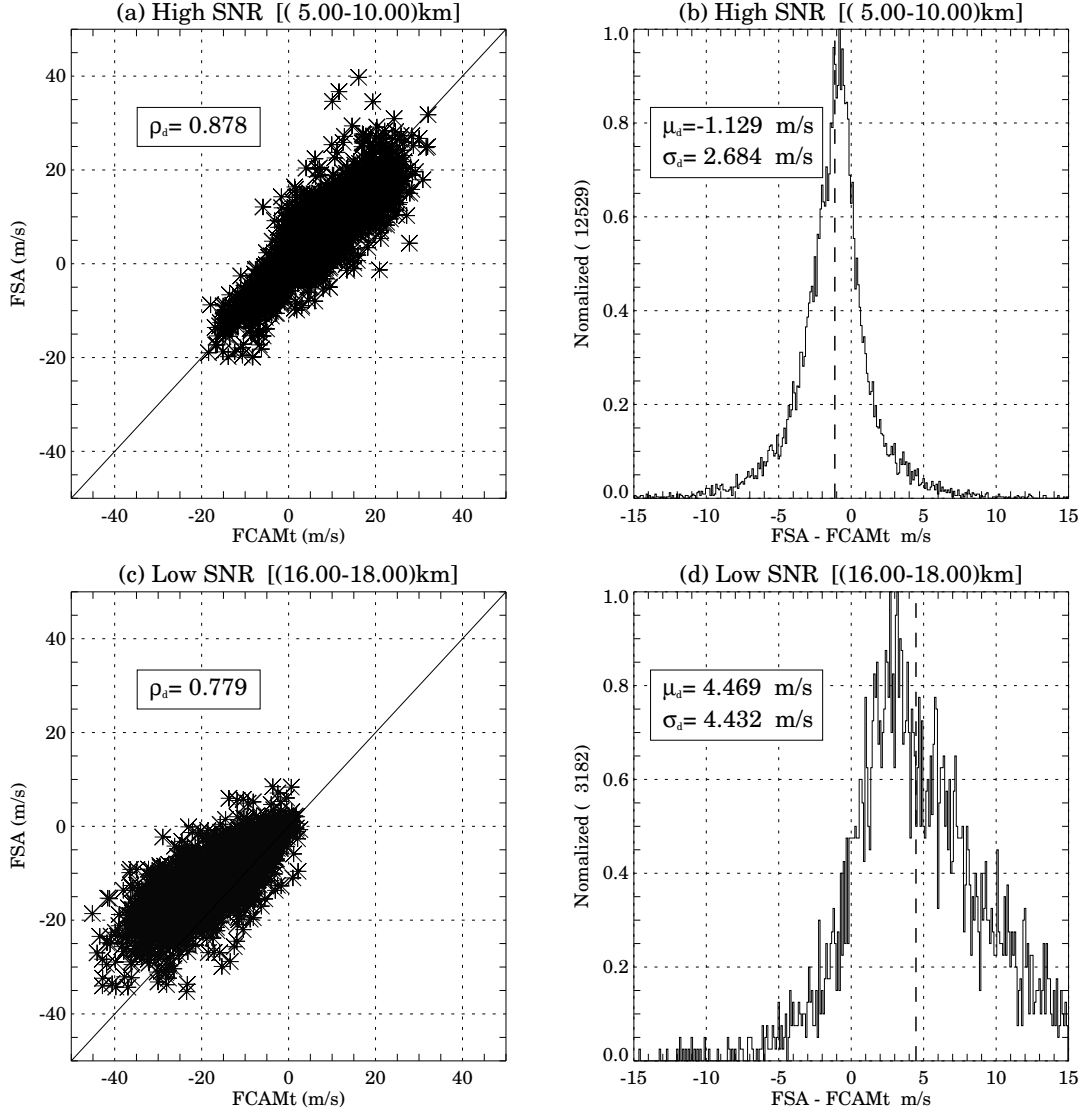 (a) High SNR [( 5.00-10.00)km]
40
20
0
-20
-40
FSA (m/s)
ρd= 0.878
-40 -20 0 20 40
FCAMt (m/s)
(b) High SNR [( 5.00-10.00)km]
1.0
0.8
0.6
0.4
0.2
0.0
Nomalized ( 12529)
μd=-1.129 m/s
σd= 2.684 m/s
-15 -10 -5 0 5 10 15
FSA - FCAMt m/s
(c) Low SNR [(16.00-18.00)km]
40
20
0
-20
-40
FSA (m/s)
ρd= 0.779
-40 -20 0 20 40
FCAMt (m/s)
(d) Low SNR [(16.00-18.00)km]
1.0
0.8
0.6
0.4
0.2
0.0
Nomalized ( 3182)
μd= 4.469 m/s
σd= 4.432 m/s
-15 -10 -5 0 5 10 15
FSA - FCAMt m/s